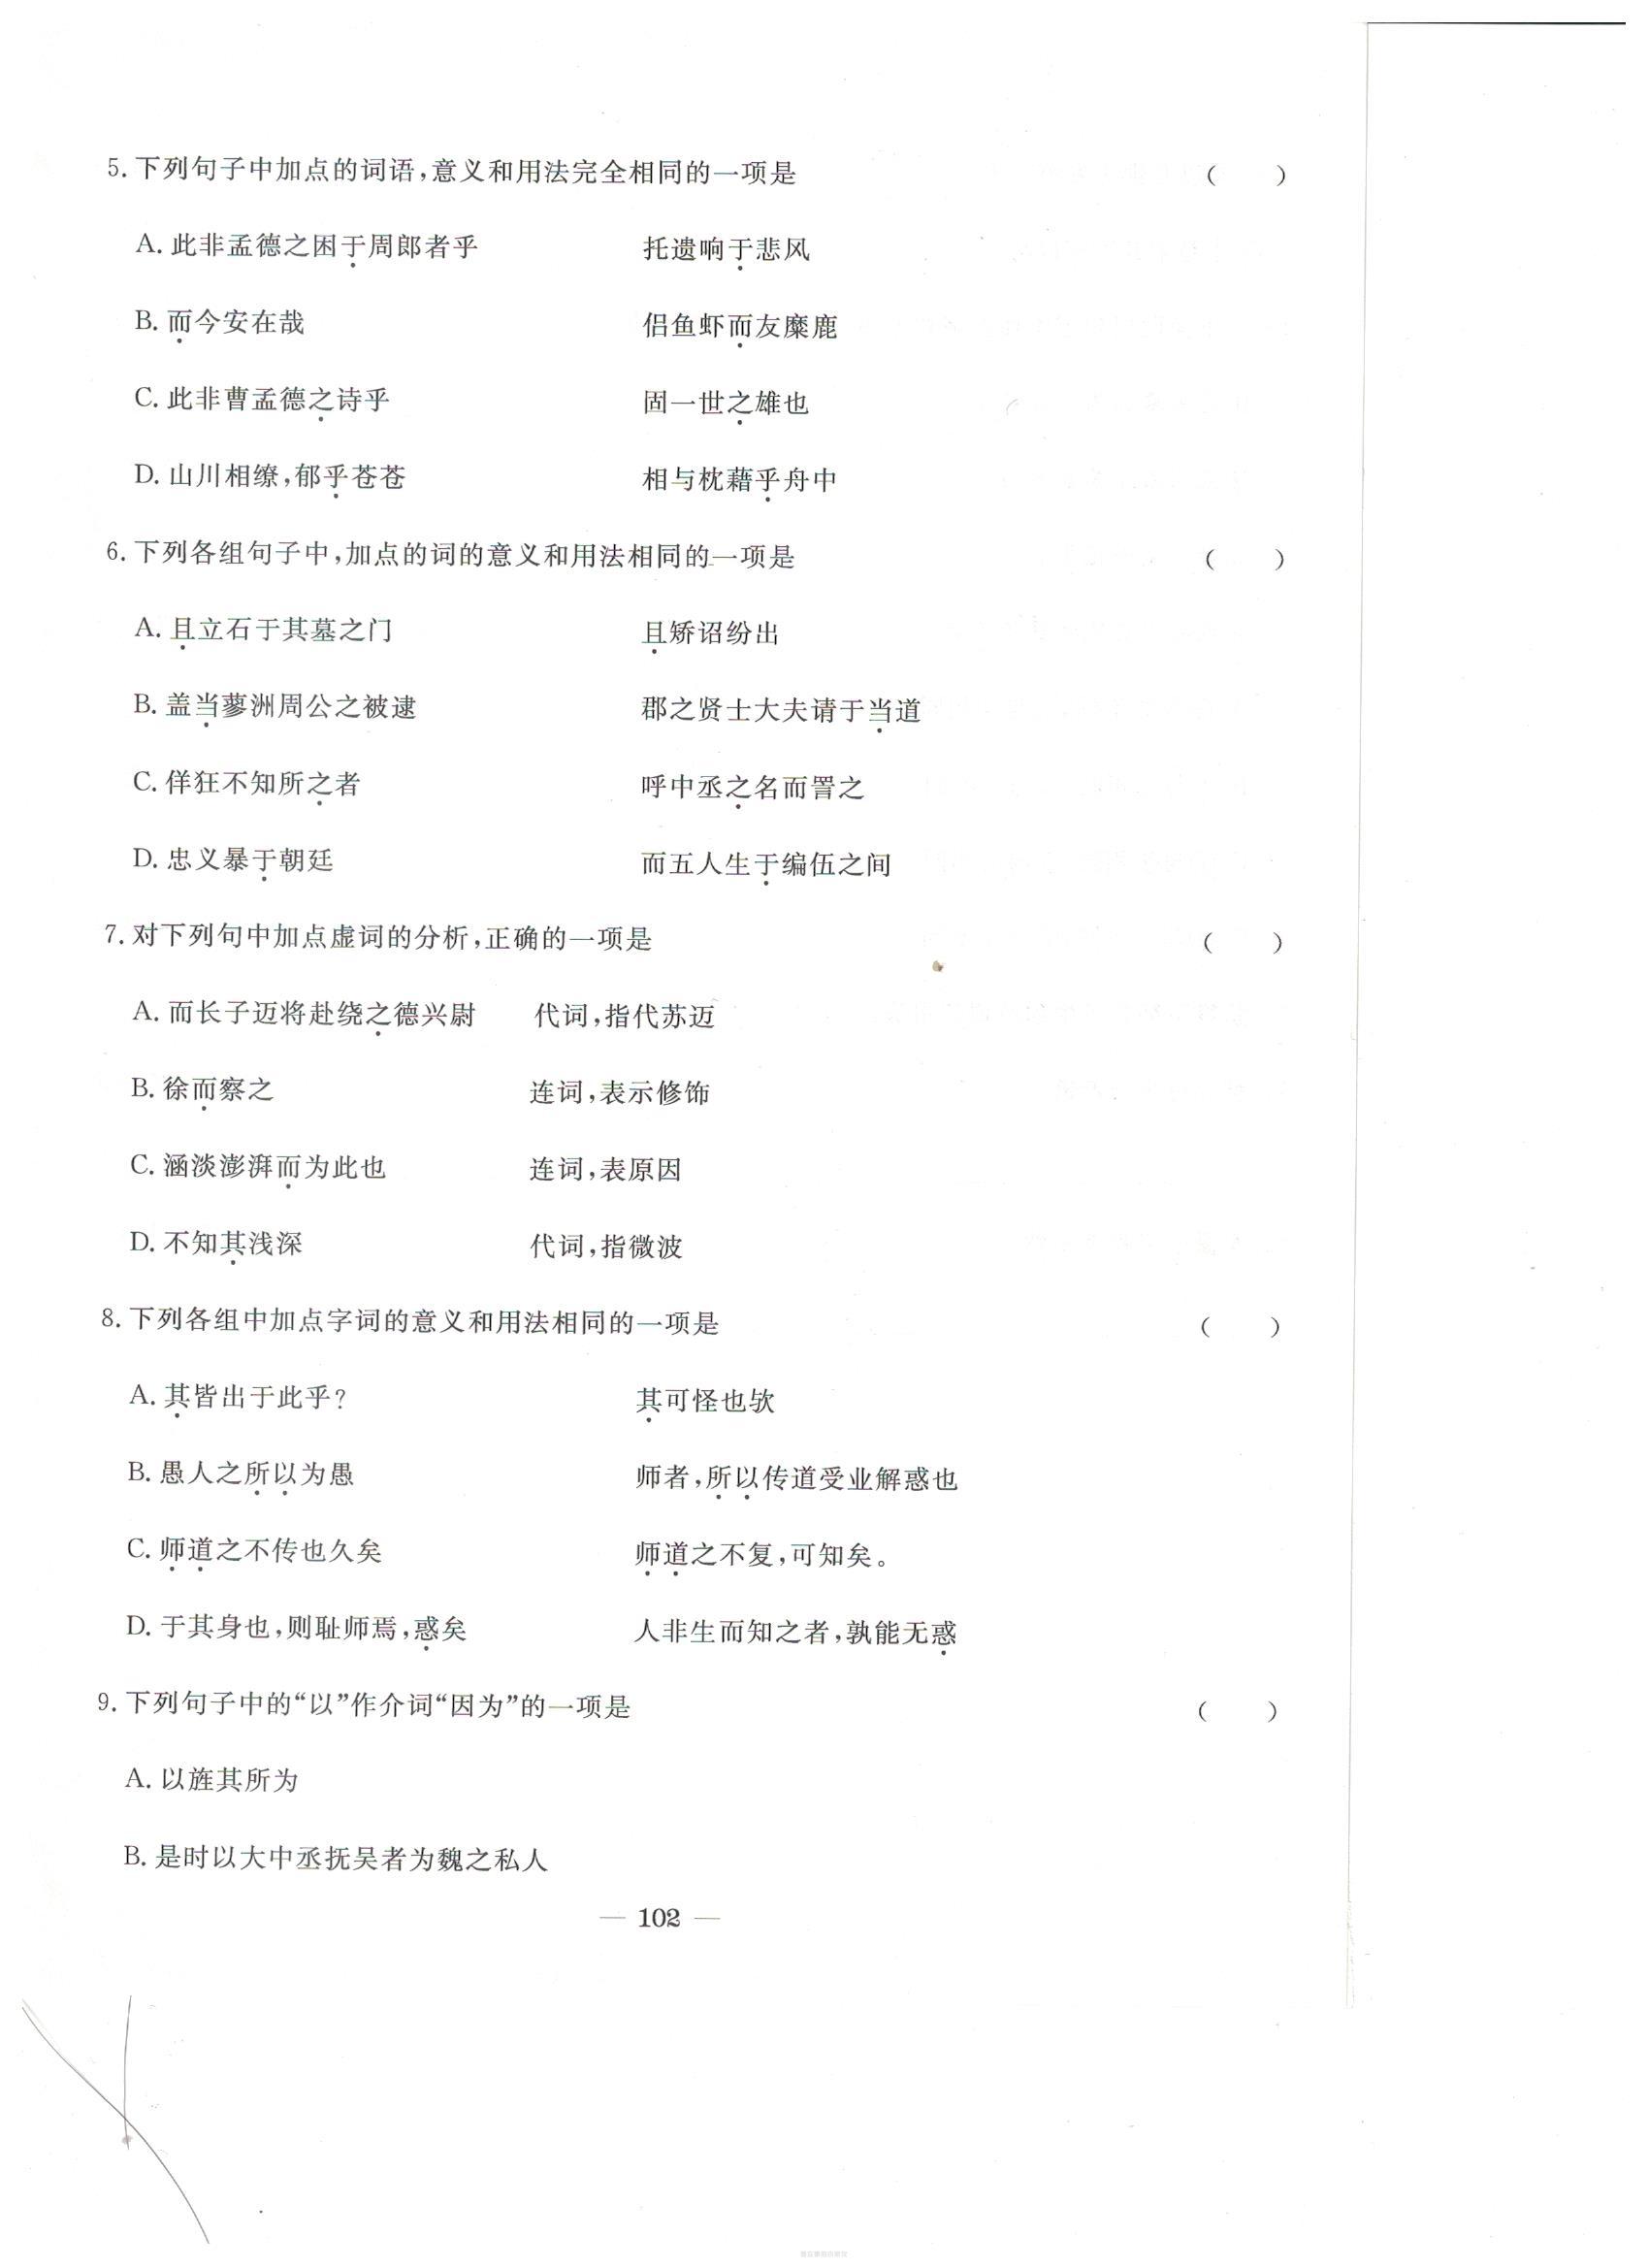 5. 下列句子中加点的词语,意义和用法完全相同的一项是 ( )
A. 此非孟德之困于周郎者乎 托遗响于悲风
B. 而今安在哉 侣鱼虾而友麋鹿
C. 此非曹孟德之诗乎 固一世之雄也
D. 山川相缭,郁乎苍苍 相与枕藉乎舟中
6. 下列各组句子中,加点的词的意义和用法相同的一项是 ( )
A. 且立石于其墓之门 且矫诏纷出
B. 盖当蓼洲周公之被逮 郡之贤士大夫请于当道
C. 佯狂不知所之者 呼中丞之名而詈之
D. 忠义暴于朝廷 而五人生于编伍之间
7. 对下列句中加点虚词的分析,正确的一项是 ( )
A. 而长子迈将赴绕之德兴尉 代词,指代苏迈
B. 徐而察之 连词,表示修饰
C. 涵淡澎湃而为此也 连词,表原因
D. 不知其浅深 代词,指微波
8. 下列各组中加点字词的意义和用法相同的一项是 ( )
A. 其皆出于此乎? 其可怪也欤
B. 愚人之所以为愚 师者,所以传道受业解惑也
C. 师道之不传也久矣 师道之不复,可知矣。
D. 于其身也,则耻师焉,惑矣 人非生而知之者,孰能无惑
9. 下列句子中的“以”作介词“因为”的一项是 ( )
A. 以旌其所为
B. 是时以大中丞抚吴者为魏之私人
— 102 —